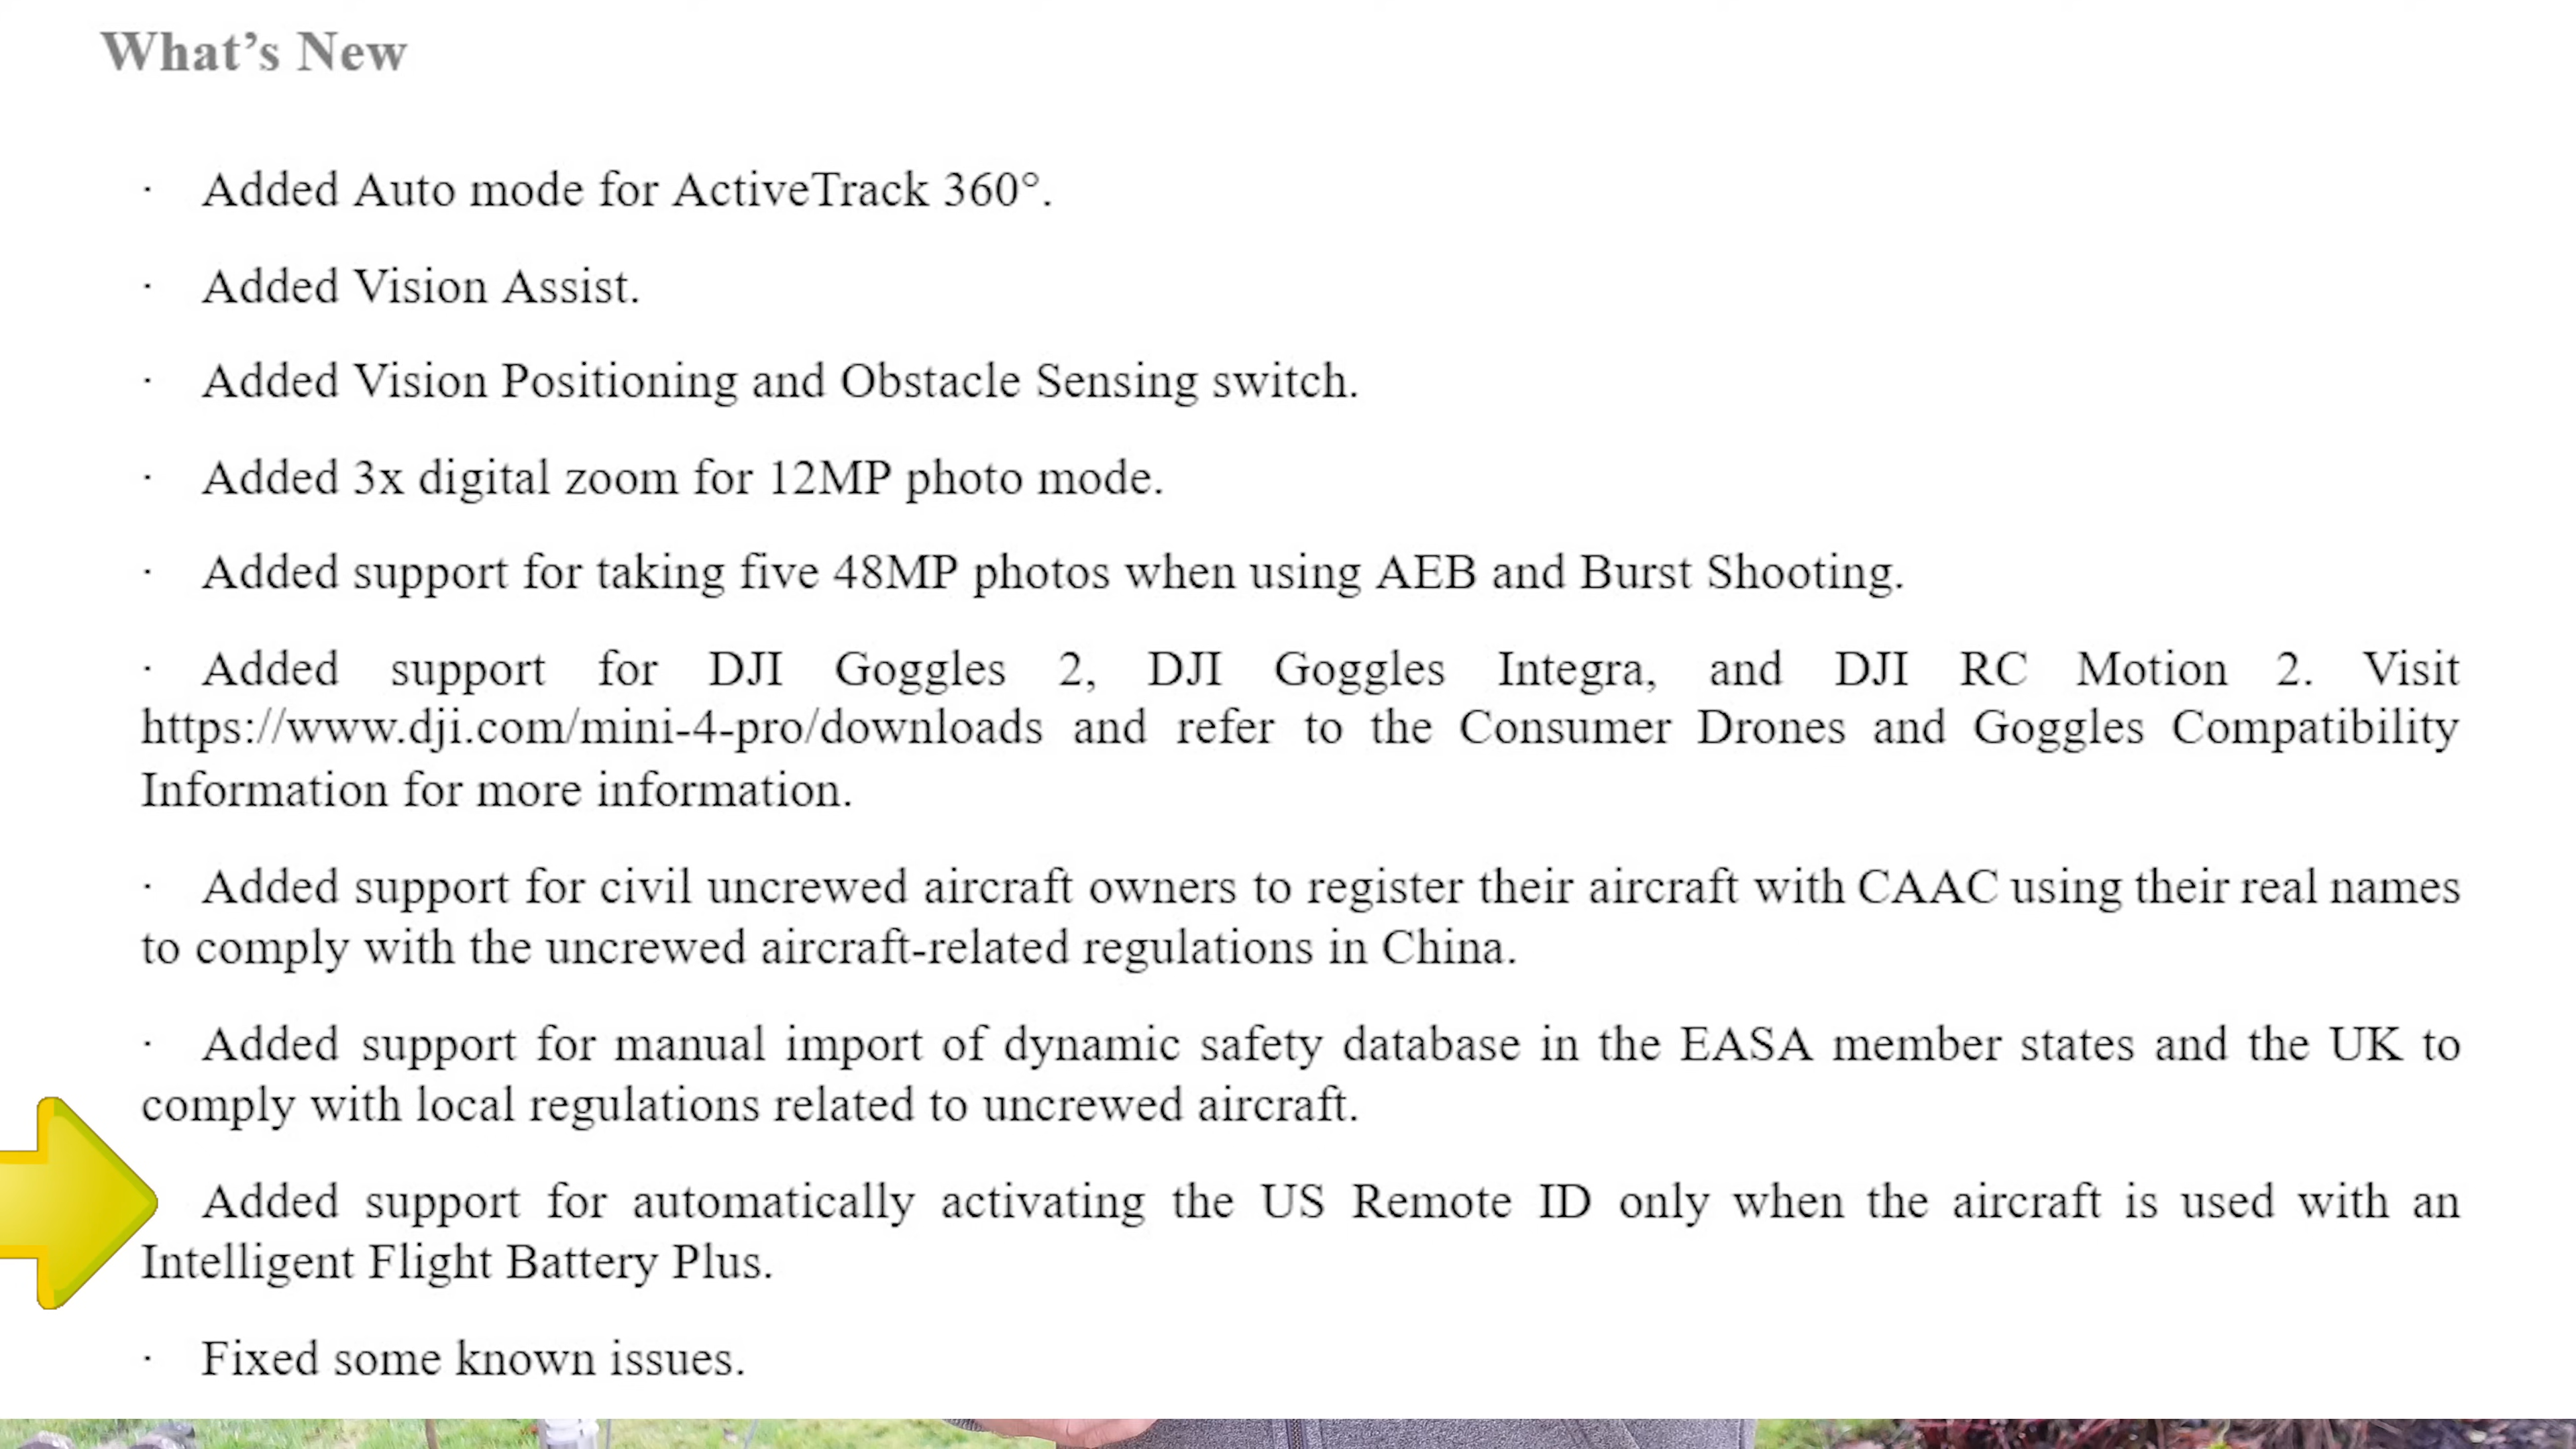 What’s New
· Added Auto mode for ActiveTrack 360°.
· Added Vision Assist.
· Added Vision Positioning and Obstacle Sensing switch.
· Added 3x digital zoom for 12MP photo mode.
· Added support for taking five 48MP photos when using AEB and Burst Shooting.
· Added support for DJI Goggles 2, DJI Goggles Integra, and DJI RC Motion 2. Visit
https://www.dji.com/mini-4-pro/downloads and refer to the Consumer Drones and Goggles Compatibility
Information for more information.
· Added support for civil uncrewed aircraft owners to register their aircraft with CAAC using their real names
to comply with the uncrewed aircraft-related regulations in China.
· Added support for manual import of dynamic safety database in the EASA member states and the UK to
comply with local regulations related to uncrewed aircraft.
Added support for automatically activating the US Remote ID only when the aircraft is used with an
Intelligent Flight Battery Plus.
· Fixed some known issues.